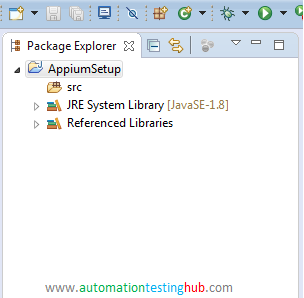 Package Explorer
AppiumSetup
src
JRE System Library [JavaSE-1.8]
Referenced Libraries
www.automationtestinghub.com